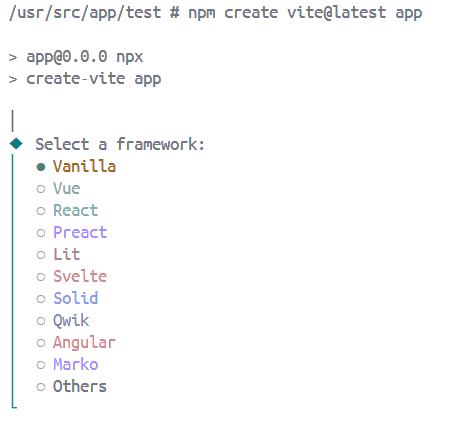 /usr/src/app/test # npm create vite@latest app
> app@0.0.0 npx
> create-vite app
│
◆ Select a framework:
│ ● Vanilla
│ ○ Vue
│ ○ React
│ ○ Preact
│ ○ Lit
│ ○ Svelte
│ ○ Solid
│ ○ Qwik
│ ○ Angular
│ ○ Marko
│ ○ Others
└